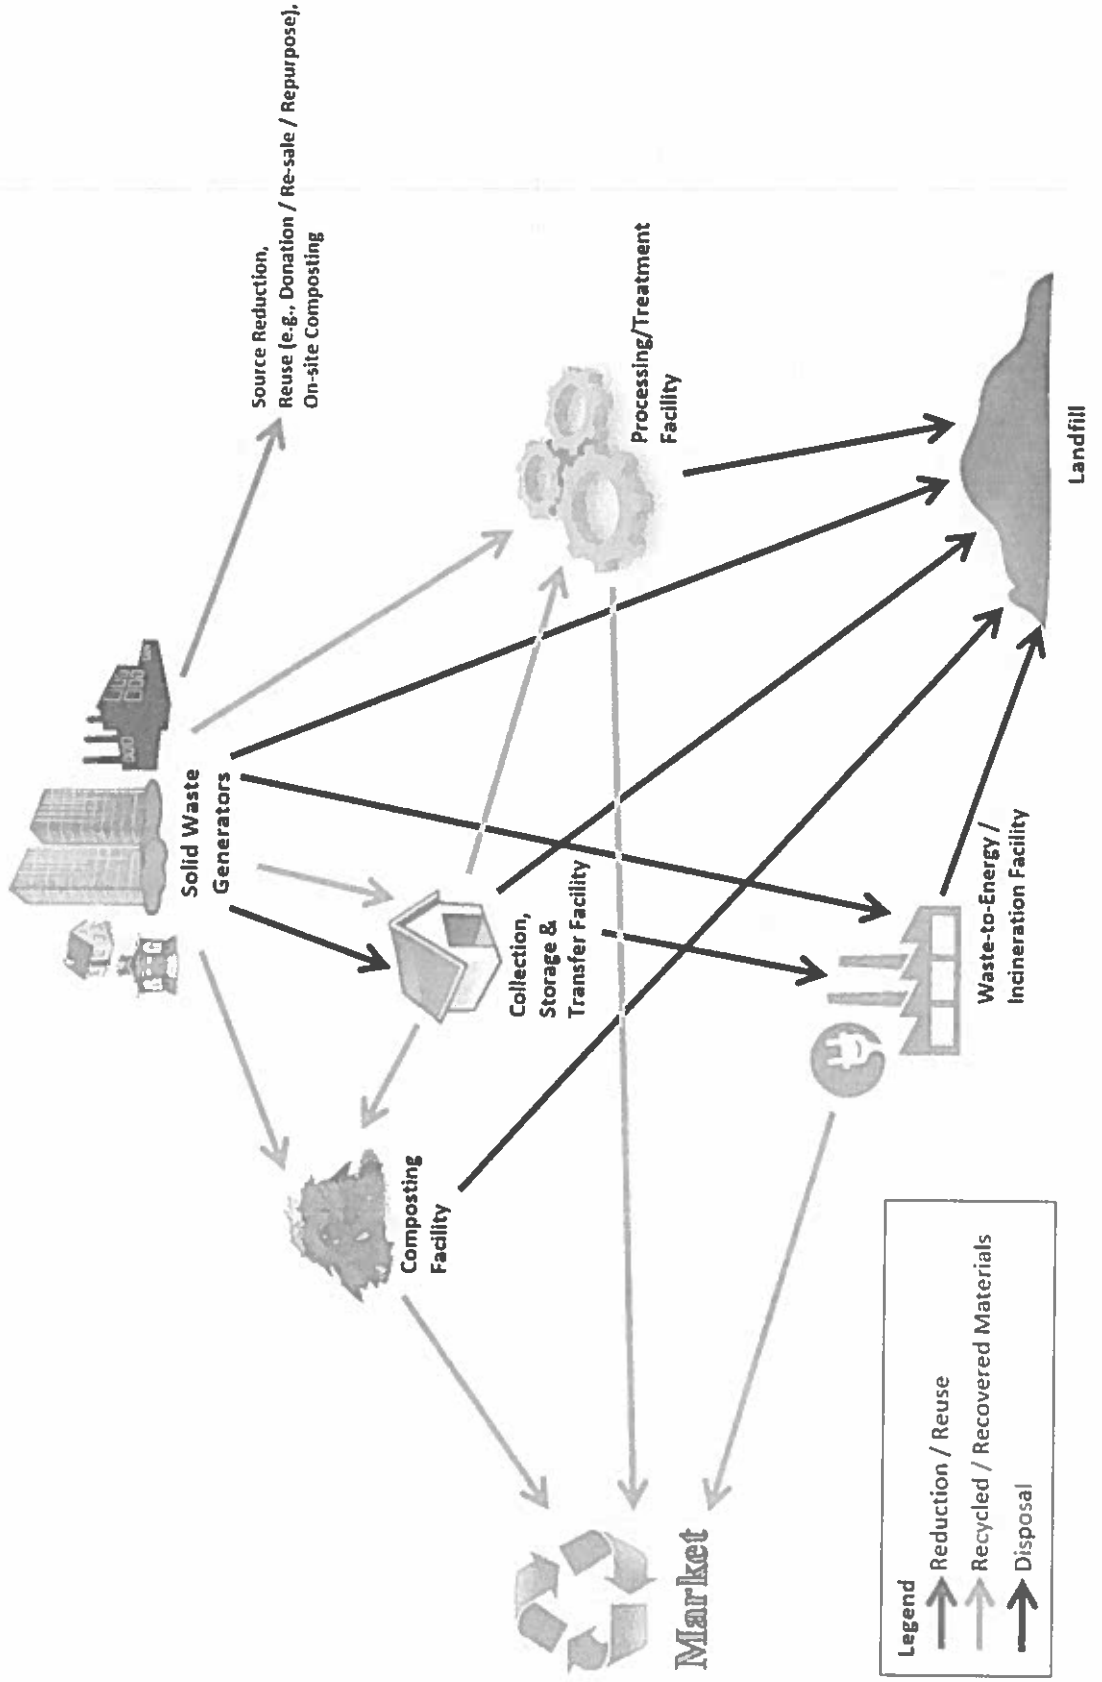 Solid Waste
Generators
Source Reduction,
Reuse (e.g., Donation / Re-sale / Repurpose),
On-site Composting
Composting
Facility
Collection,
Storage &
Transfer Facility
Processing/Treatment
Facility
Market
Waste-to-Energy /
Incineration Facility
Landfill
Legend
Reduction / Reuse
Recycled / Recovered Materials
Disposal